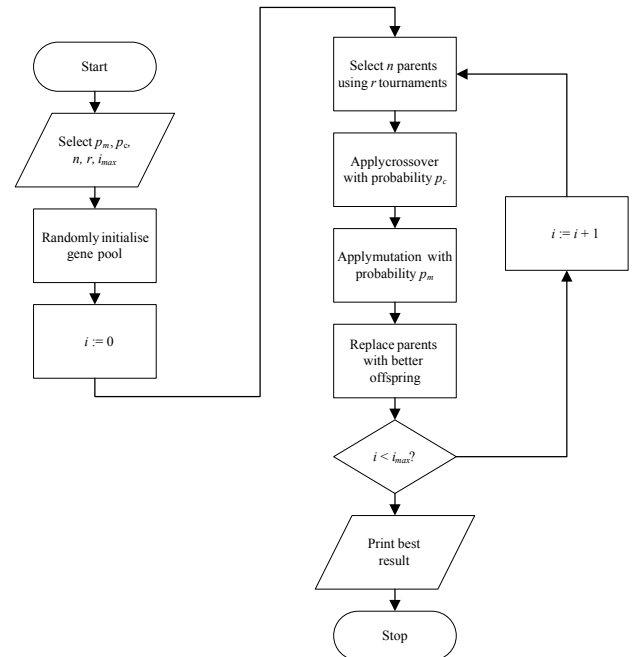 Start
Select pm, pc,
n, r, imax
Randomly initialise
gene pool
i := 0
Select n parents
using r tournaments
Applycrossover
with probability pc
Applymutation with
probability pm
Replace parents
with better
offspring
i < imax?
i := i + 1
Print best
result
Stop